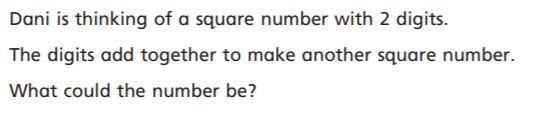 Dani is thinking of a square number with 2 digits.
The digits add together to make another square number.
What could the number be?